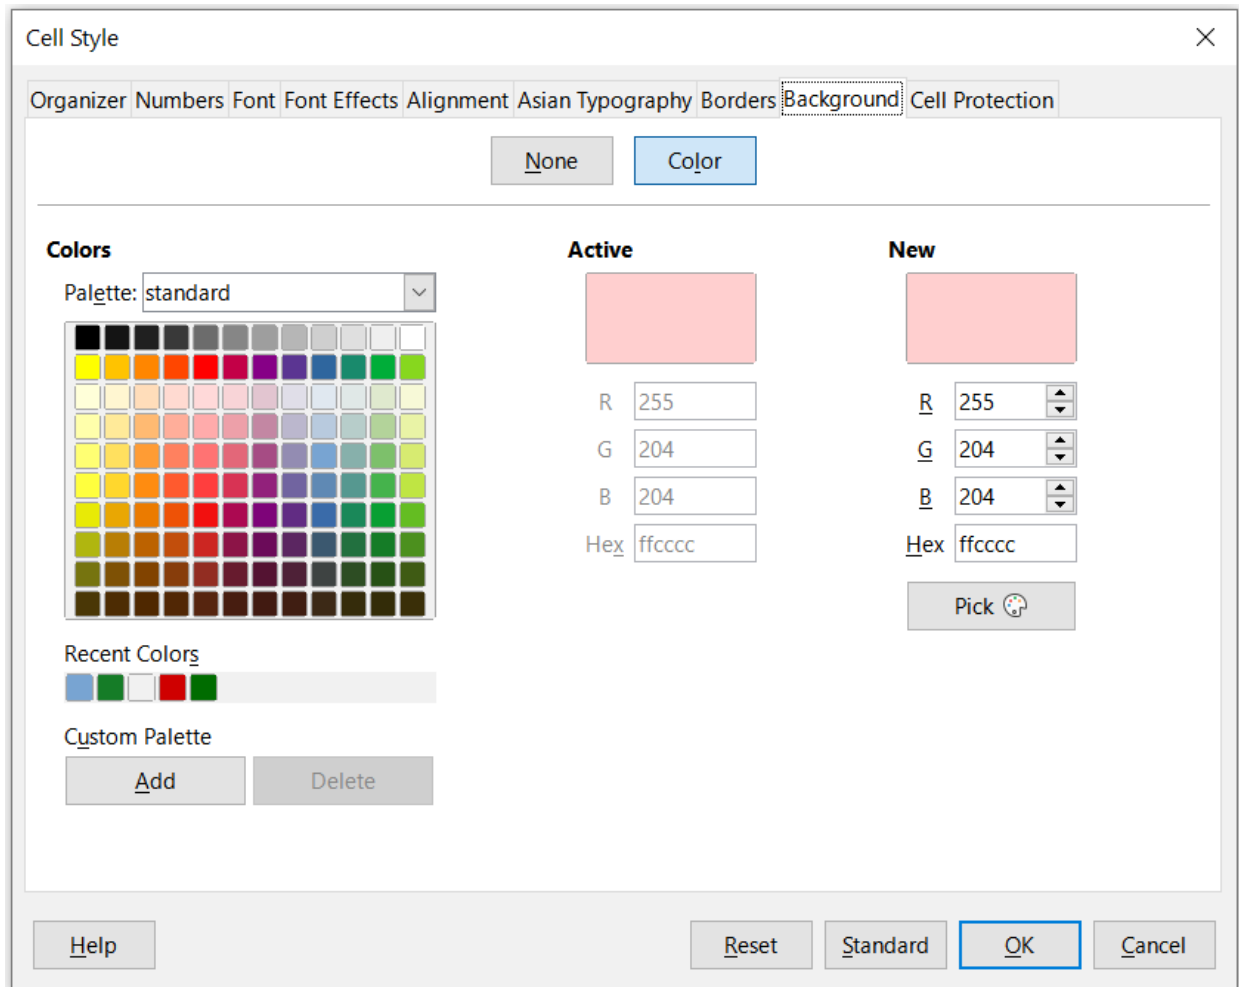 Cell Style
Organizer Numbers Font Font Effects Alignment Asian Typography Borders Background Cell Protection
None Color
Colors Active New
Palette: standard
R 255 R 255
G 204 G 204
B 204 B 204
Hex ffcccc Hex ffcccc
Pick
Recent Colors
Custom Palette
Add Delete
Help Reset Standard OK Cancel